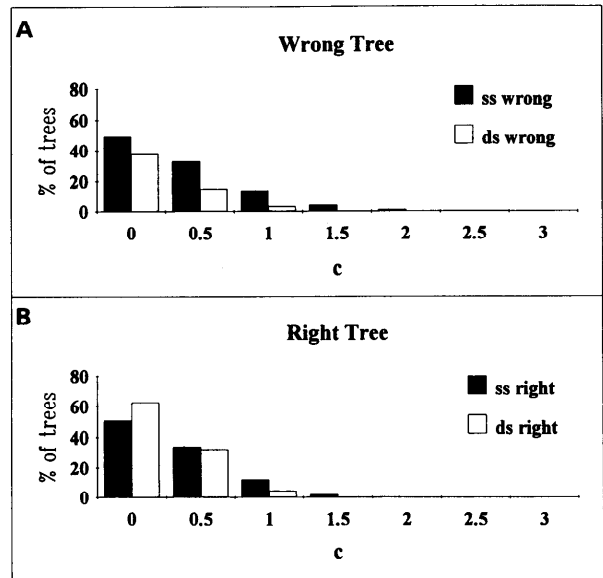 A
Wrong Tree
80
60
40
20
0
% of trees
ss wrong
ds wrong
0 0.5 1 1.5 2 2.5 3
c
B
Right Tree
80
60
40
20
0
% of trees
ss right
ds right
0 0.5 1 1.5 2 2.5 3
c